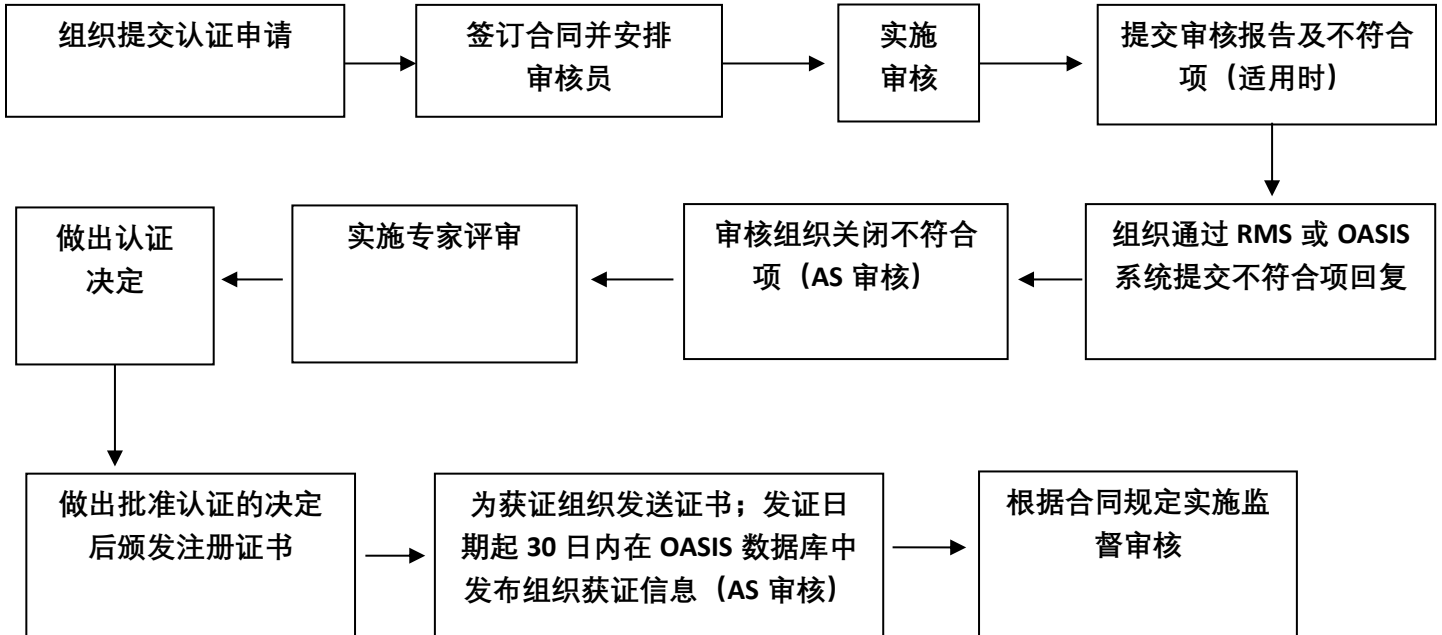 组织提交认证申请
签订合同并安排
审核员
实施
审核
提交审核报告及不符合
项（适用时）
组织通过 RMS 或 OASIS
系统提交不符合项回复
审核组织关闭不符合
项（AS 审核）
实施专家评审
做出认证
决定
做出批准认证的决定
后颁发注册证书
为获证组织发送证书；发证日
期起 30 日内在 OASIS 数据库中
发布组织获证信息（AS 审核）
根据合同规定实施监
督审核